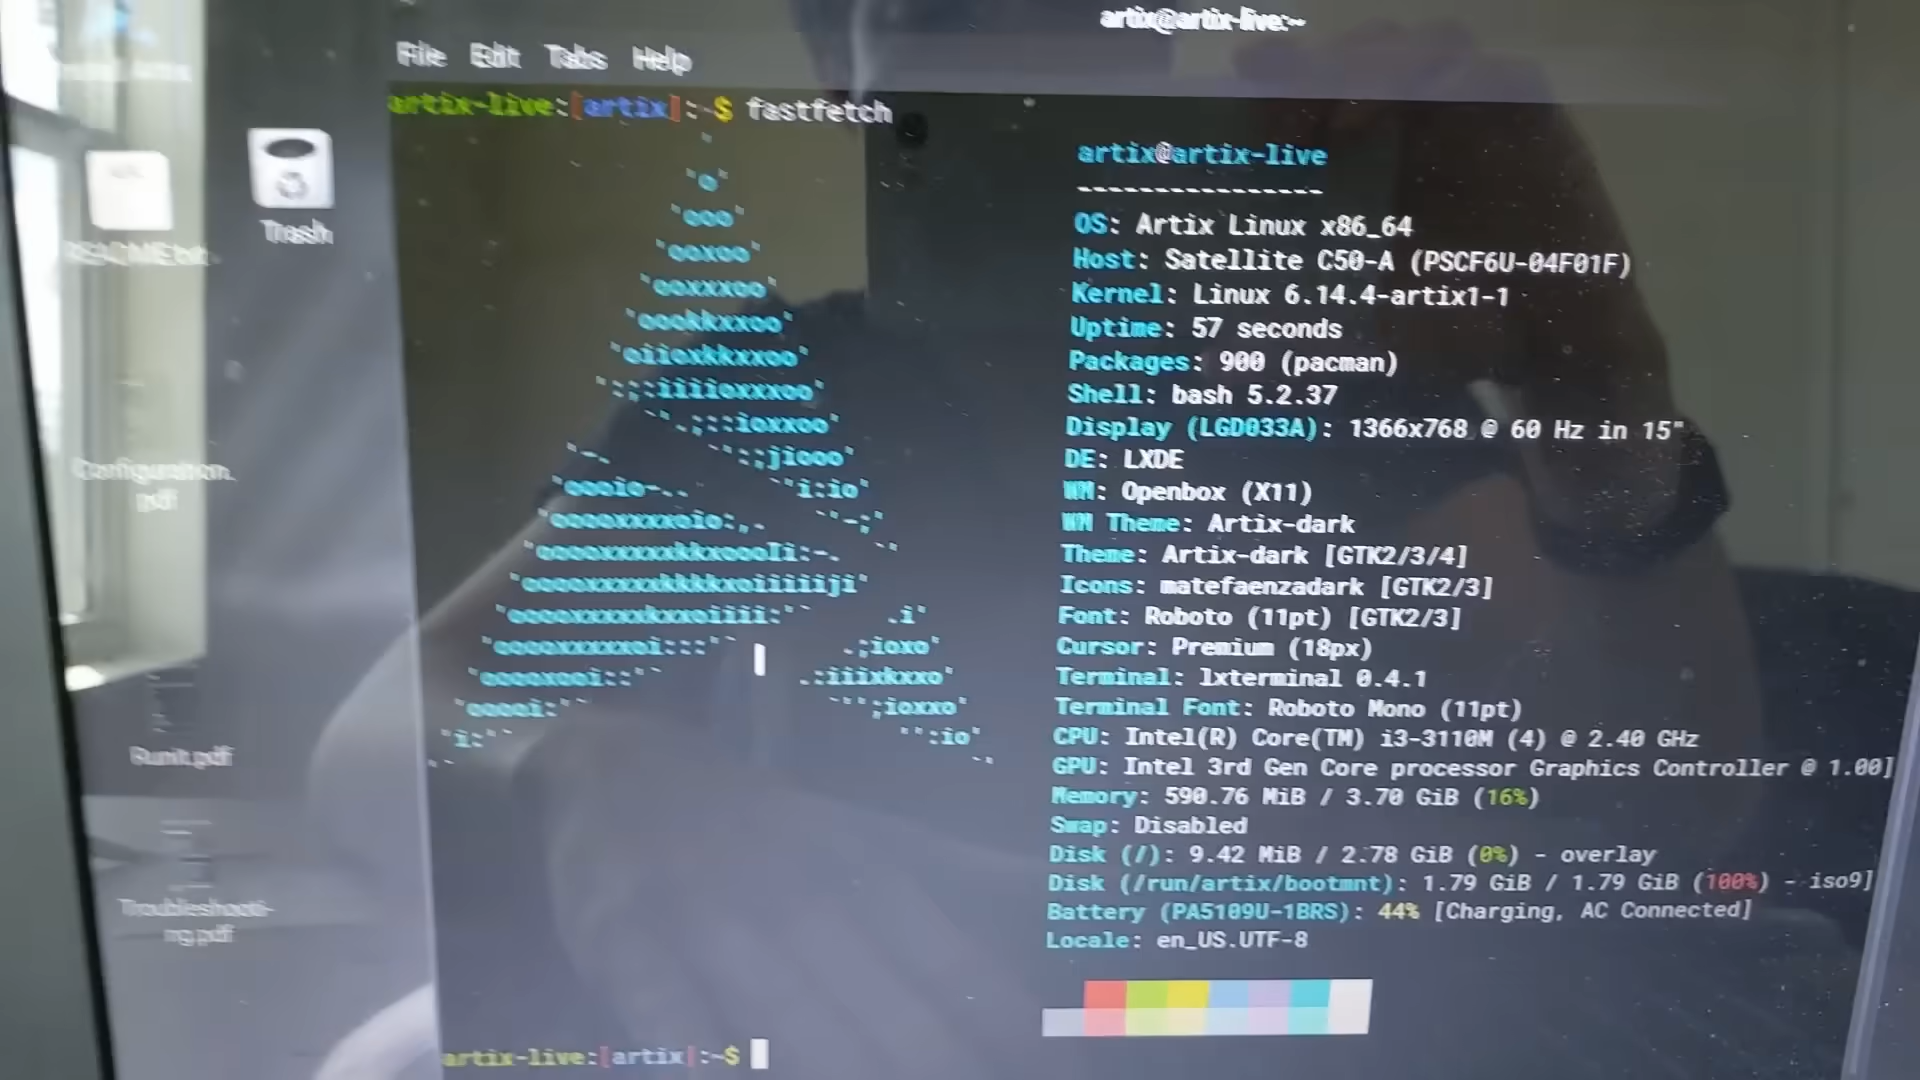 artix@artix-live:~
File Edit Tabs Help
artix-live:[artix]:~$ fastfetch
artix@artix-live
----------------
OS: Artix Linux x86_64
Host: Satellite C50-A (PSCF6U-04F01F)
Kernel: Linux 6.14.4-artix1-1
Uptime: 57 seconds
Packages: 900 (pacman)
Shell: bash 5.2.37
Display (LGD033A): 1366x768 @ 60 Hz in 15"
DE: LXDE
WM: Openbox (X11)
WM Theme: Artix-dark
Theme: Artix-dark [GTK2/3/4]
Icons: matefaenzadark [GTK2/3]
Font: Roboto (11pt) [GTK2/3]
Cursor: Premium (18px)
Terminal: lxterminal 0.4.1
Terminal Font: Roboto Mono (11pt)
CPU: Intel(R) Core(TM) i3-3110M (4) @ 2.40 GHz
GPU: Intel 3rd Gen Core processor Graphics Controller @ 1.00]
Memory: 590.76 MiB / 3.70 GiB (16%)
Swap: Disabled
Disk (/): 9.42 MiB / 2.78 GiB (0%) - overlay
Disk (/run/artix/bootmnt): 1.79 GiB / 1.79 GiB (100%) - iso9]
Battery (PA5109U-1BRS): 44% [Charging, AC Connected]
Locale: en_US.UTF-8
artix-live:[artix]:~$
Trash
Configuration.
pdf
Runit.pdf
Troubleshooti-
ng.pdf